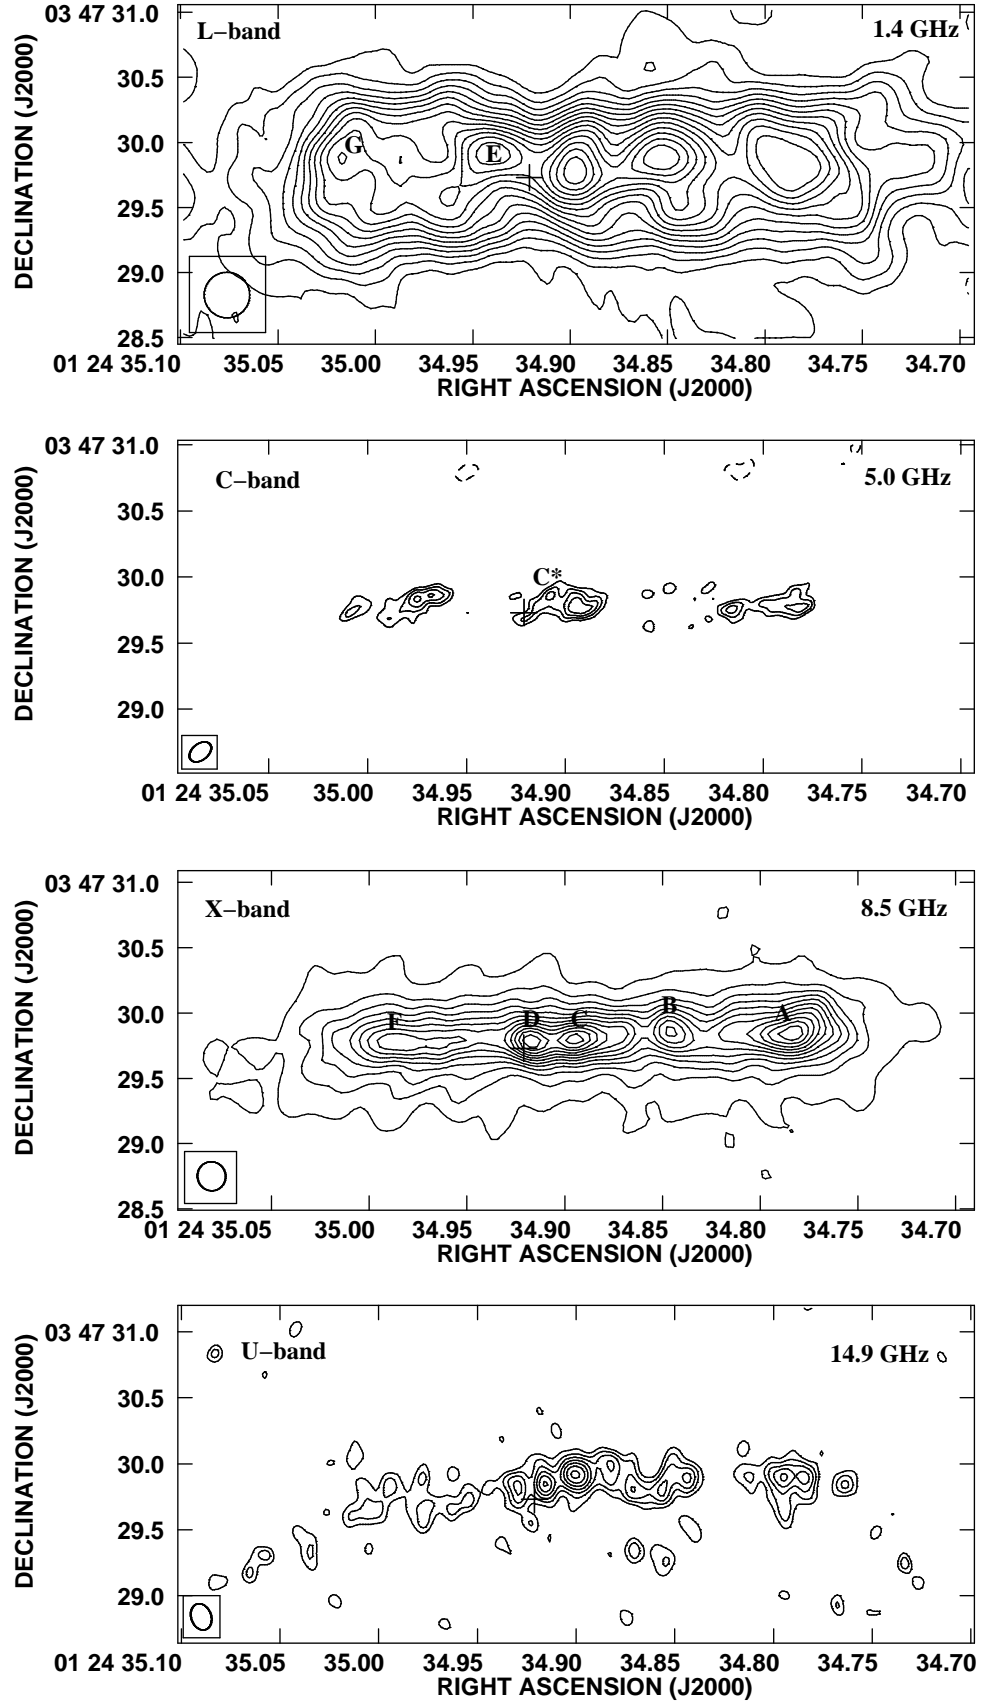 03 47 31.0
L−band
1.4 GHz
30.5
30.0
G
E
29.5
29.0
28.5
DECLINATION (J2000)
01 24 35.10 35.05 35.00 34.95 34.90 34.85 34.80 34.75 34.70
RIGHT ASCENSION (J2000)
03 47 31.0
C−band
5.0 GHz
30.5
30.0
C*
29.5
29.0
DECLINATION (J2000)
01 24 35.05 35.00 34.95 34.90 34.85 34.80 34.75 34.70
RIGHT ASCENSION (J2000)
03 47 31.0
X−band
8.5 GHz
30.5
30.0
F D C B A
29.5
29.0
28.5
DECLINATION (J2000)
01 24 35.05 35.00 34.95 34.90 34.85 34.80 34.75 34.70
RIGHT ASCENSION (J2000)
03 47 31.0
U−band
14.9 GHz
30.5
30.0
29.5
29.0
DECLINATION (J2000)
01 24 35.10 35.05 35.00 34.95 34.90 34.85 34.80 34.75 34.70
RIGHT ASCENSION (J2000)